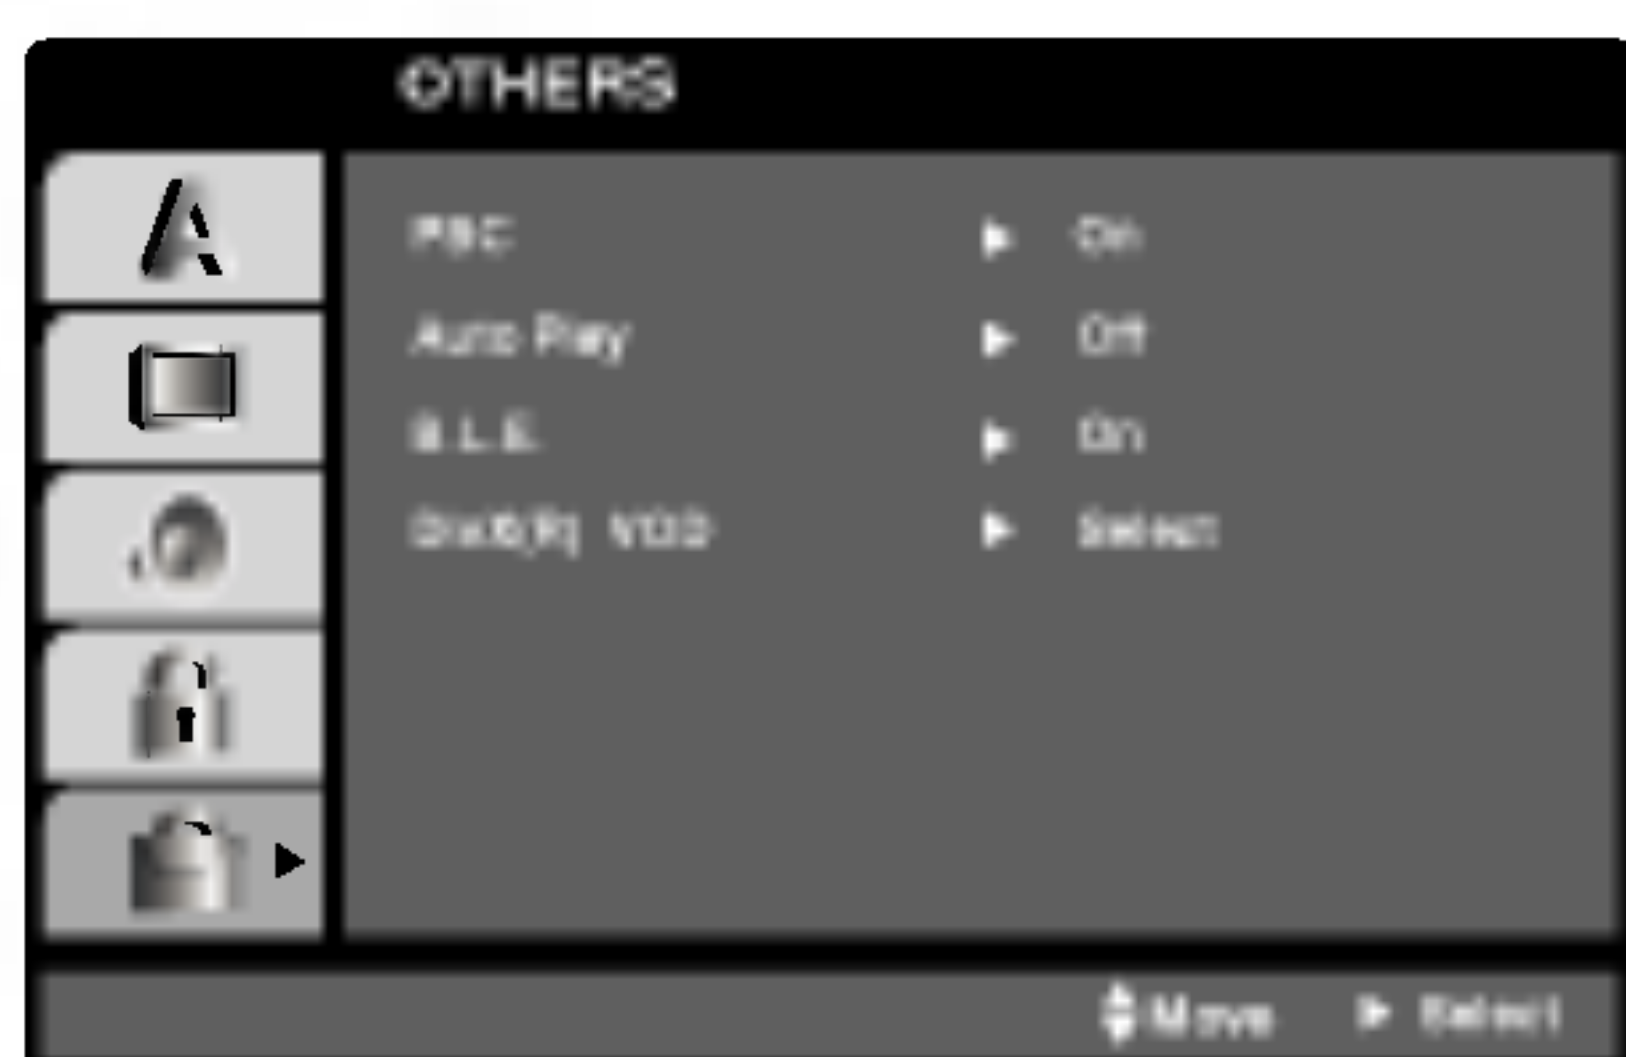 OTHERS
PBC On
Auto Play Off
B.L.E. On
DivX(R) VOD Select
Move Select